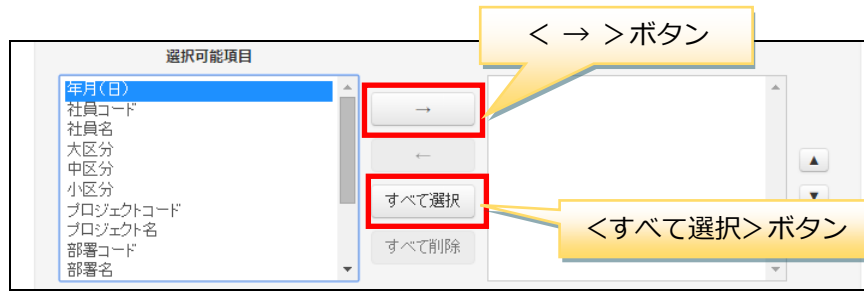 ＜ → ＞ボタン
選択可能項目
年月(日)
社員コード
社員名
大区分
中区分
小区分
プロジェクトコード
プロジェクト名
部署コード
部署名
→
←
すべて選択
すべて削除
▲
▼
＜すべて選択＞ボタン